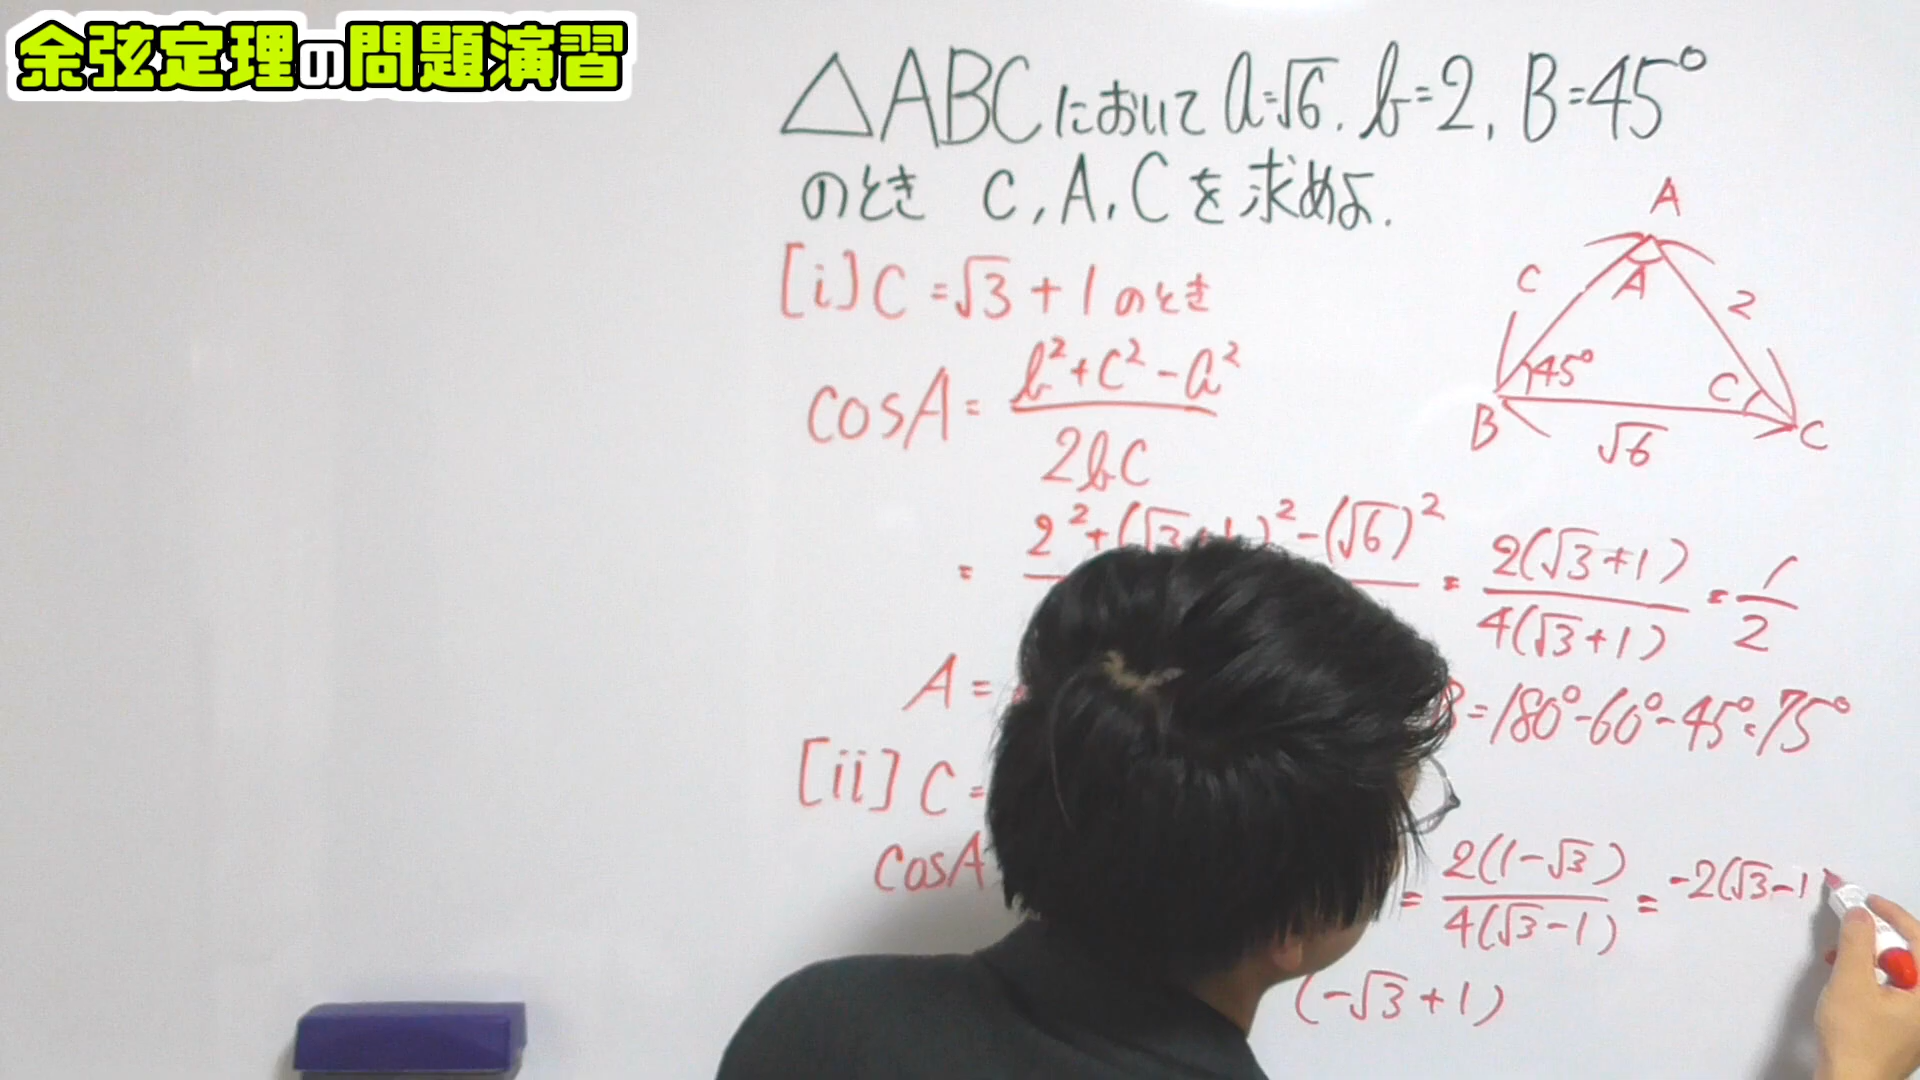 余弦定理の問題演習
△ABCにおいて a=√6, b=2, B=45°
のとき c, A, C を求めよ.
[i] C=√3+1のとき
cosA = (b²+c²-a²)/(2bc)
= 2²+(√3+1)²-(√6)² = 2(√3+1)/4(√3+1) = 1/2
A = B=180°-60°-45°=75°
[ii] C=
cosA = 2(1-√3)/4(√3-1) = -2(√3-1
(-√3+1)
A
C
A
2
45°
C
B
√6
C